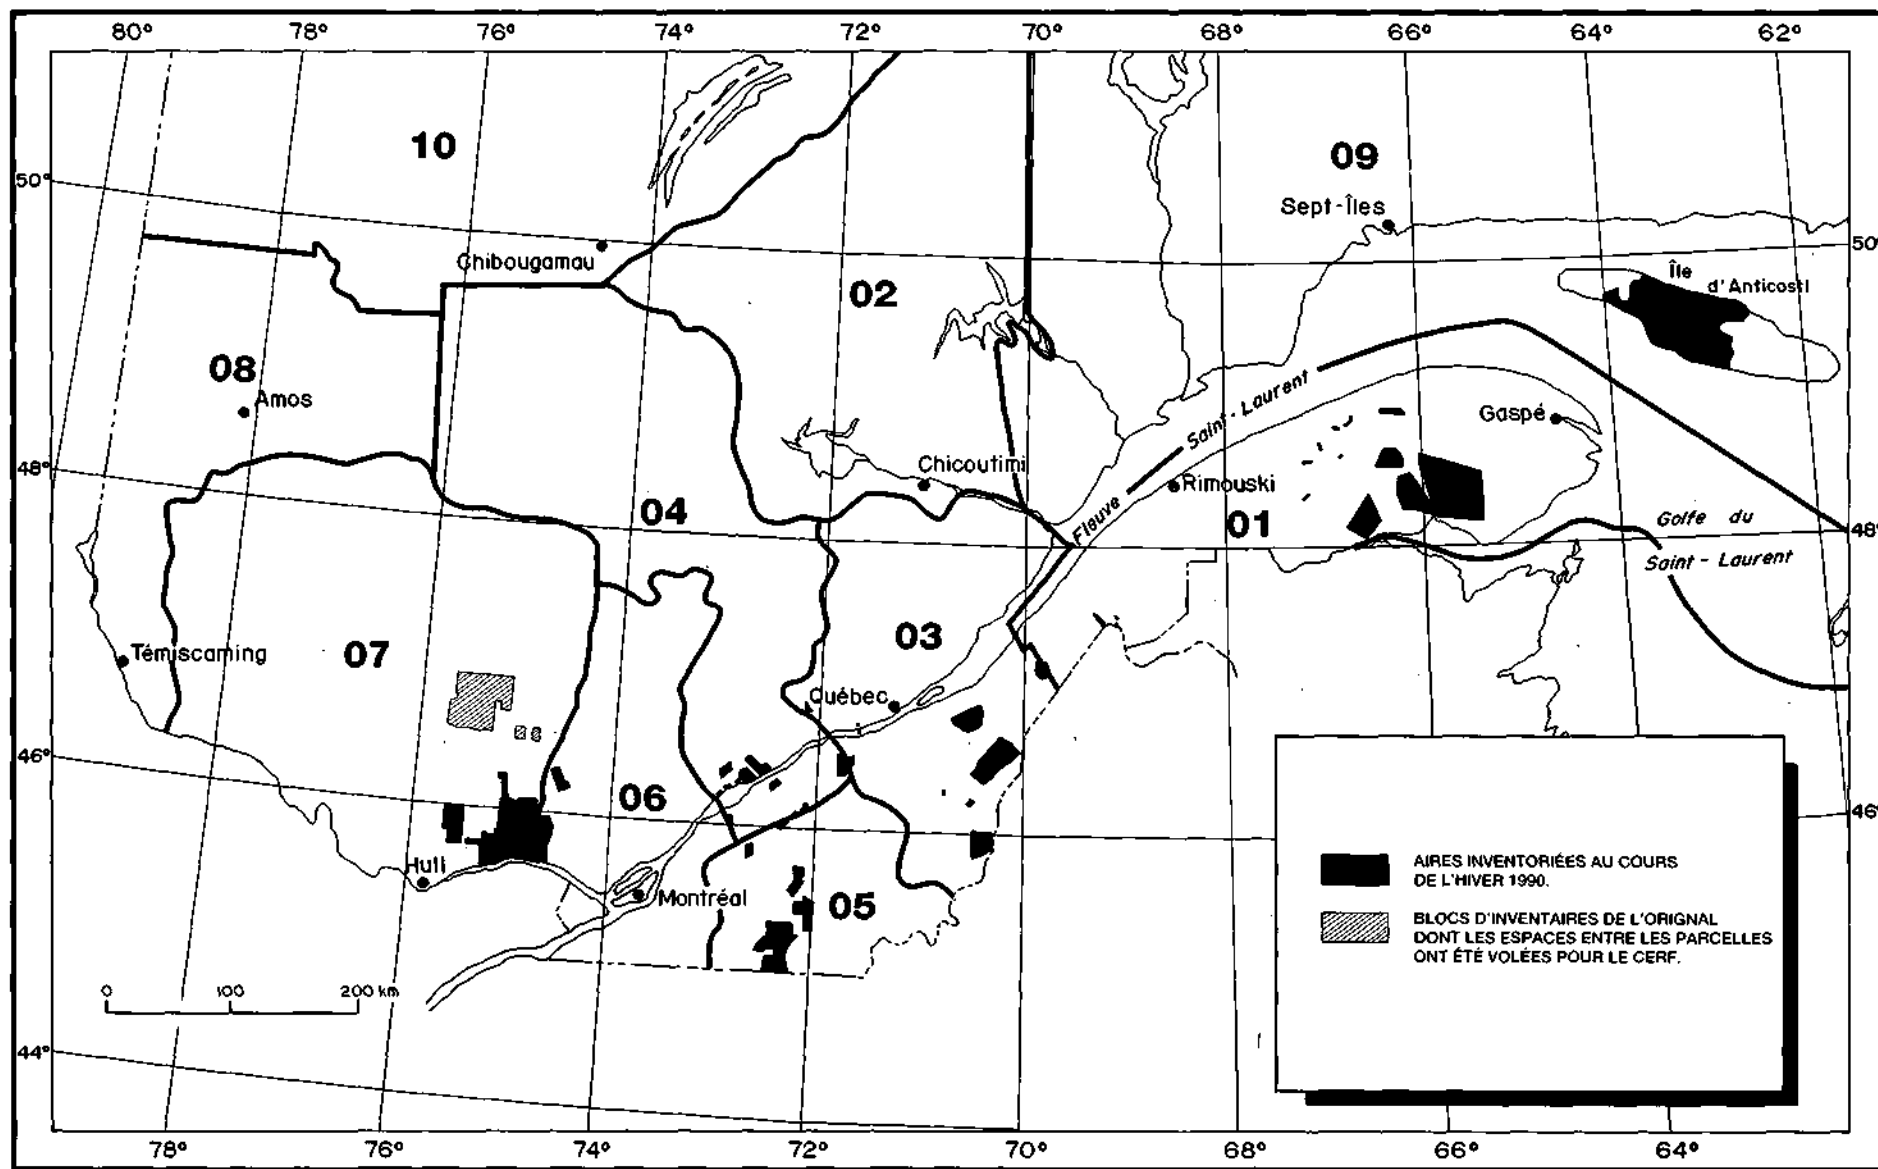 80° 78° 76° 74° 72° 70° 68° 66° 64° 62°
10
09
50°
Sept-Îles
50°
Chibougamau
02
Île
d'Anticosti
08
Amos
Fleuve Saint-Laurent
Gaspé
48°
Chicoutimi
Rimouski
04
01
Golfe du
Saint-Laurent
48°
03
07
Témiscaming
Québec
46°
06
46°
Hull
Montréal
05
AIRES INVENTORIÉES AU COURS
DE L'HIVER 1990.
BLOCS D'INVENTAIRES DE L'ORIGNAL
DONT LES ESPACES ENTRE LES PARCELLES
ONT ÉTÉ VOLÉES POUR LE CERF.
0 100 200 km
44°
78° 76° 74° 72° 70° 68° 66° 64°